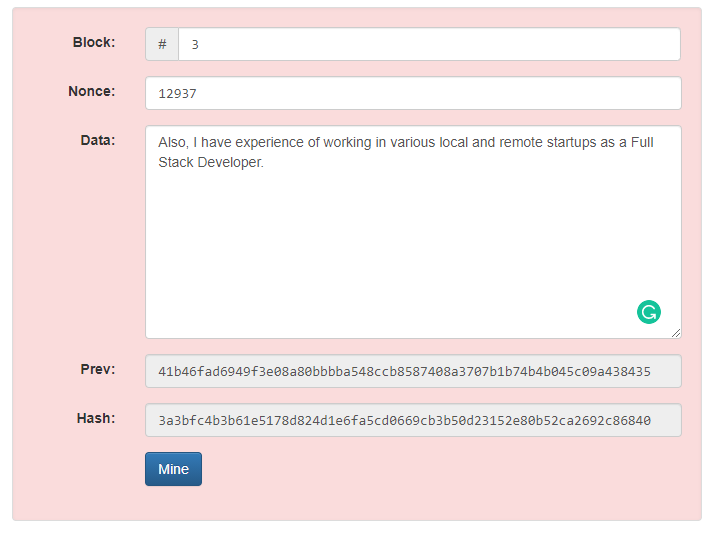 Block: # 3
Nonce: 12937
Data: Also, I have experience of working in various local and remote startups as a Full
Stack Developer.
Prev: 41b46fad6949f3e08a80bbbba548ccb8587408a3707b1b74b4b045c09a438435
Hash: 3a3bfc4b3b61e5178d824d1e6fa5cd0669cb3b50d23152e80b52ca2692c86840
Mine